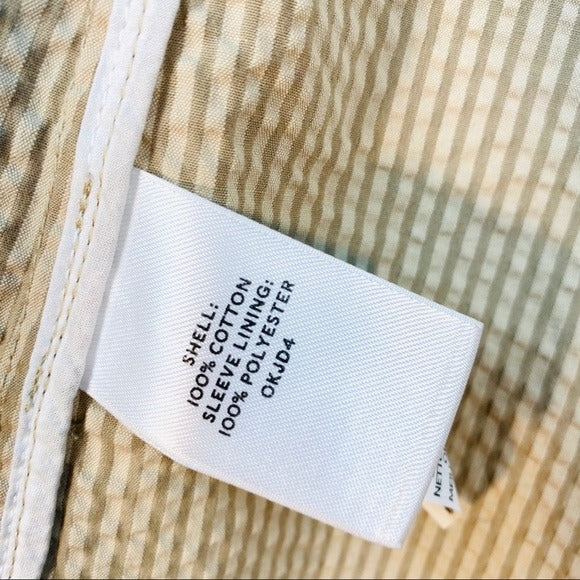 SHELL:
100% COTTON
SLEEVE LINING:
100% POLYESTER
OKJD4